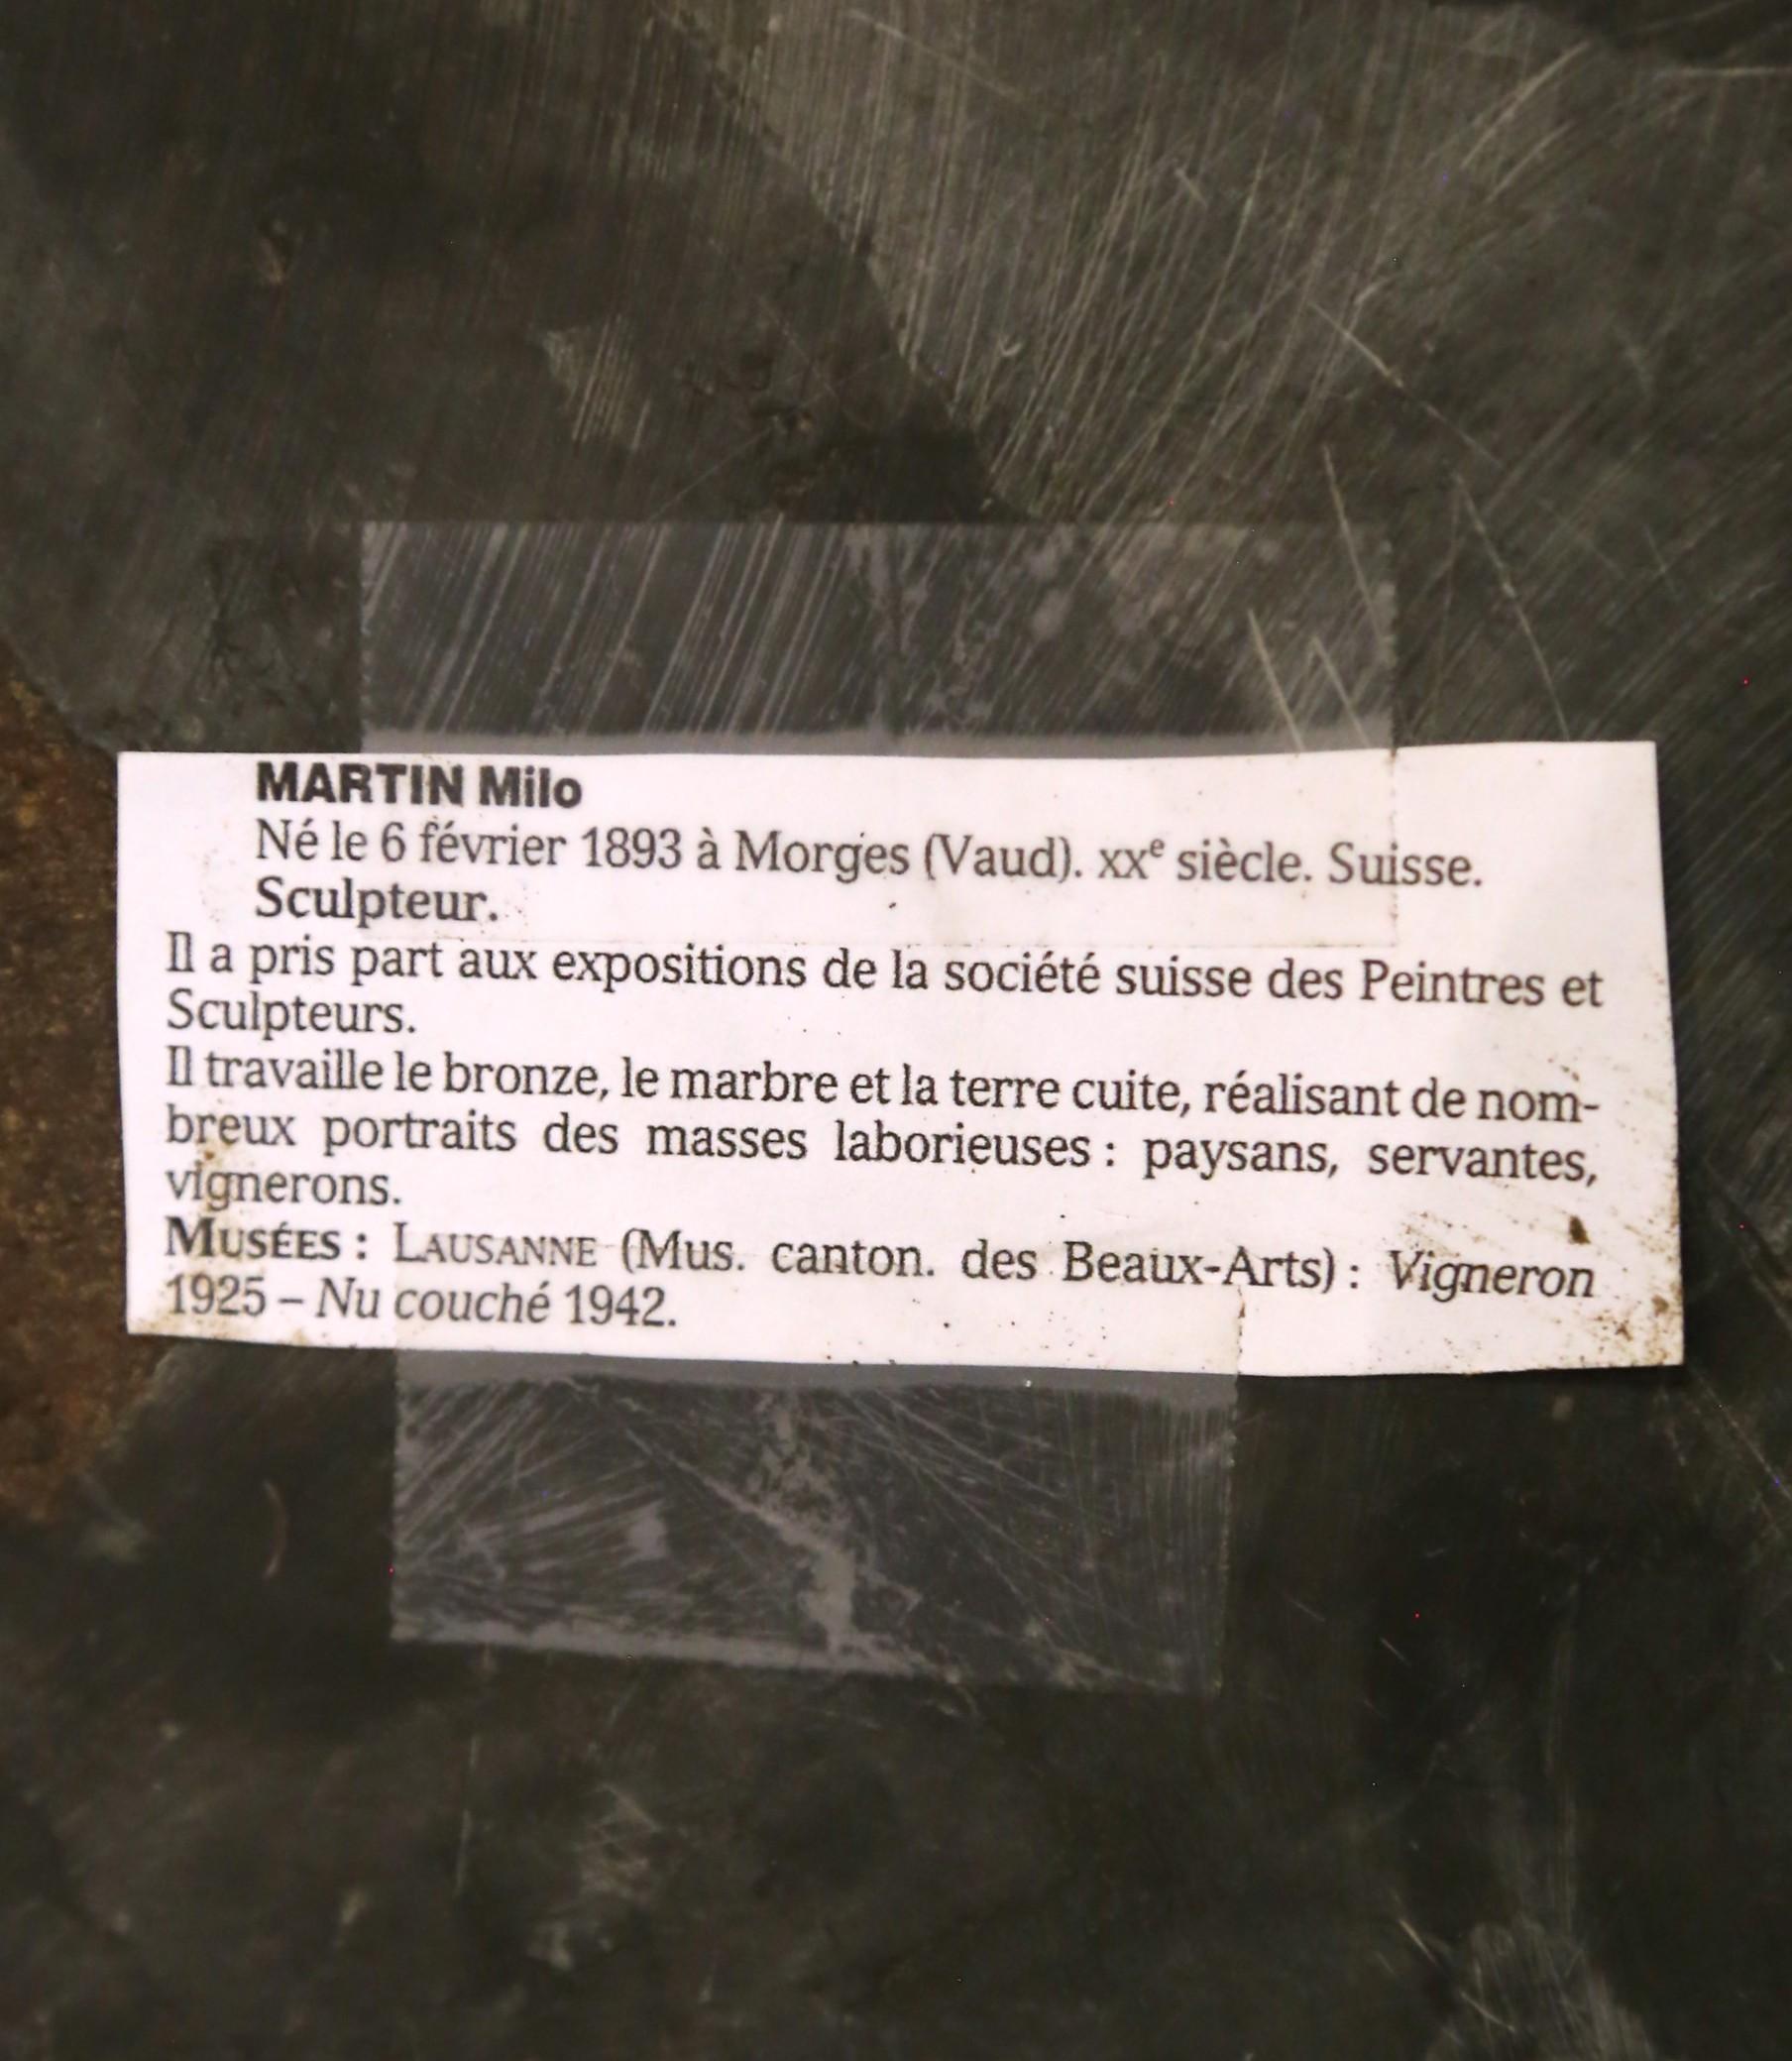 MARTIN Milo
Né le 6 février 1893 à Morges (Vaud). XXe siècle. Suisse.
Sculpteur.
Il a pris part aux expositions de la société suisse des Peintres et
Sculpteurs.
Il travaille le bronze, le marbre et la terre cuite, réalisant de nom-
breux portraits des masses laborieuses : paysans, servantes,
vignerons.
MUSÉES : LAUSANNE (Mus. canton. des Beaux-Arts) : Vigneron
1925 – Nu couché 1942.